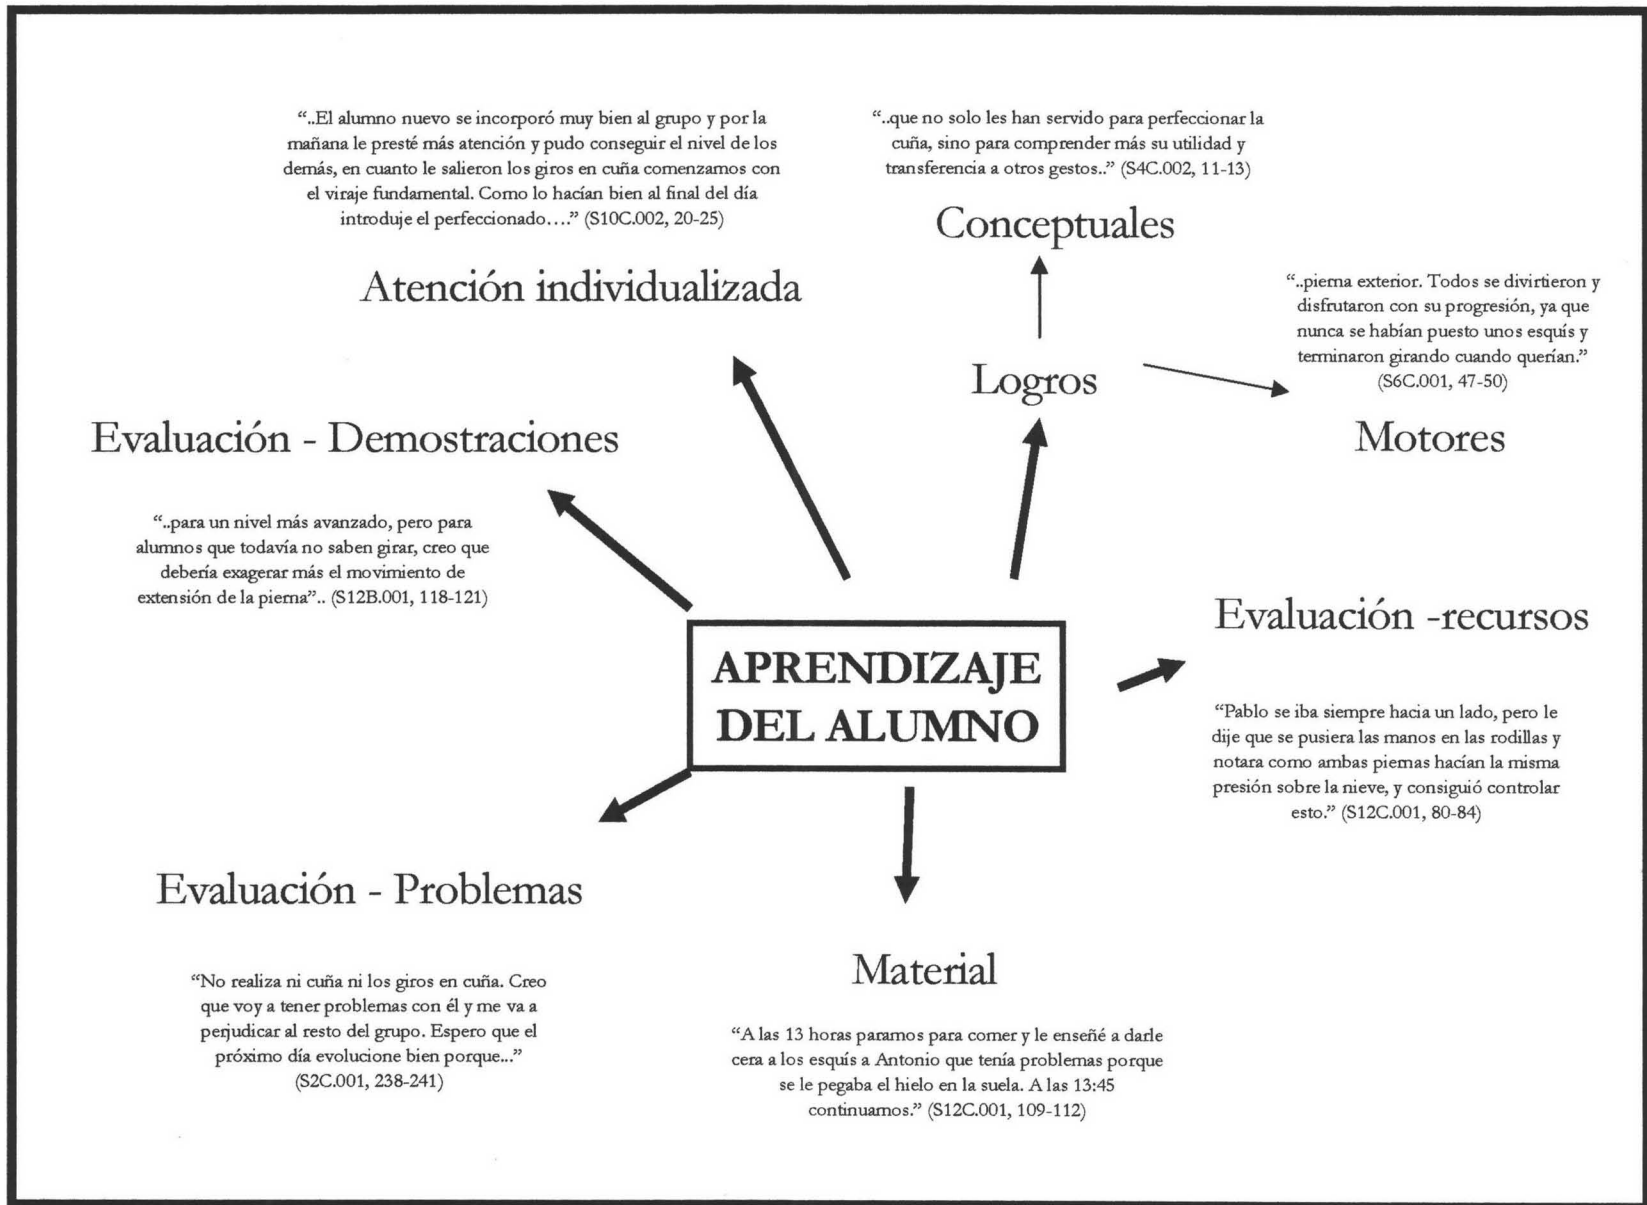 “..El alumno nuevo se incorporó muy bien al grupo y por la
mañana le presté más atención y pudo conseguir el nivel de los
demás, en cuanto le salieron los giros en cuña comenzamos con
el viraje fundamental. Como lo hacían bien al final del día
introduje el perfeccionado….” (S10C.002, 20-25)
Atención individualizada
“..que no solo les han servido para perfeccionar la
cuña, sino para comprender más su utilidad y
transferencia a otros gestos..” (S4C.002, 11-13)
Conceptuales
“..pierna exterior. Todos se divirtieron y
disfrutaron con su progresión, ya que
nunca se habían puesto unos esquís y
terminaron girando cuando querían.”
(S6C.001, 47-50)
Logros
Motores
Evaluación - Demostraciones
“..para un nivel más avanzado, pero para
alumnos que todavía no saben girar, creo que
debería exagerar más el movimiento de
extensión de la pierna”.. (S12B.001, 118-121)
Evaluación -recursos
APRENDIZAJE
DEL ALUMNO
“Pablo se iba siempre hacia un lado, pero le
dije que se pusiera las manos en las rodillas y
notara como ambas piernas hacían la misma
presión sobre la nieve, y consiguió controlar
esto.” (S12C.001, 80-84)
Evaluación - Problemas
“No realiza ni cuña ni los giros en cuña. Creo
que voy a tener problemas con él y me va a
perjudicar al resto del grupo. Espero que el
próximo día evolucione bien porque...”
(S2C.001, 238-241)
Material
“A las 13 horas paramos para comer y le enseñé a darle
cera a los esquís a Antonio que tenía problemas porque
se le pegaba el hielo en la suela. A las 13:45
continuamos.” (S12C.001, 109-112)